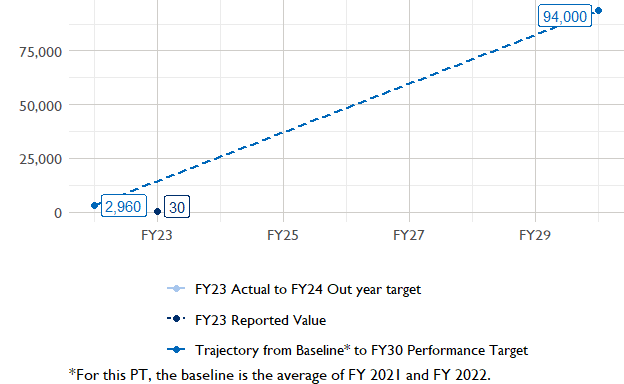 94,000
75,000
50,000
25,000
2,960
30
0
FY23 FY25 FY27 FY29
FY23 Actual to FY24 Out year target
FY23 Reported Value
Trajectory from Baseline* to FY30 Performance Target
*For this PT, the baseline is the average of FY 2021 and FY 2022.